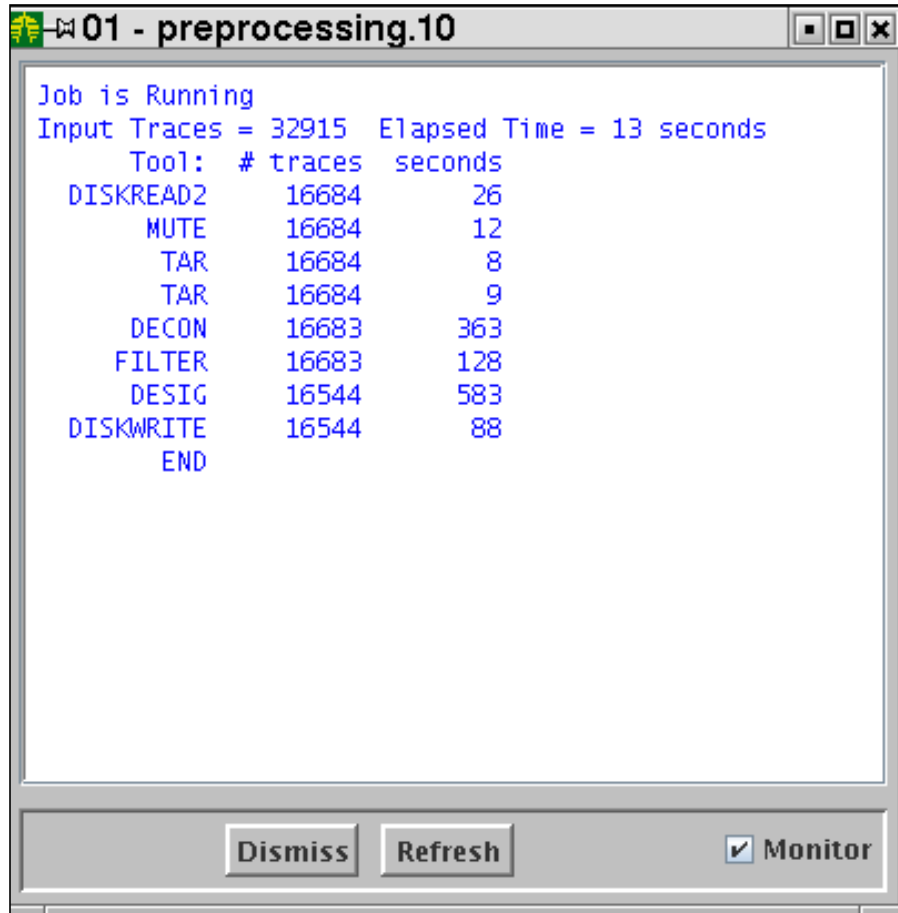 01 - preprocessing.10
Job is Running
Input Traces = 32915 Elapsed Time = 13 seconds
Tool: # traces seconds
DISKREAD2 16684 26
MUTE 16684 12
TAR 16684 8
TAR 16684 9
DECON 16683 363
FILTER 16683 128
DESIG 16544 583
DISKWRITE 16544 88
END
Dismiss Refresh Monitor